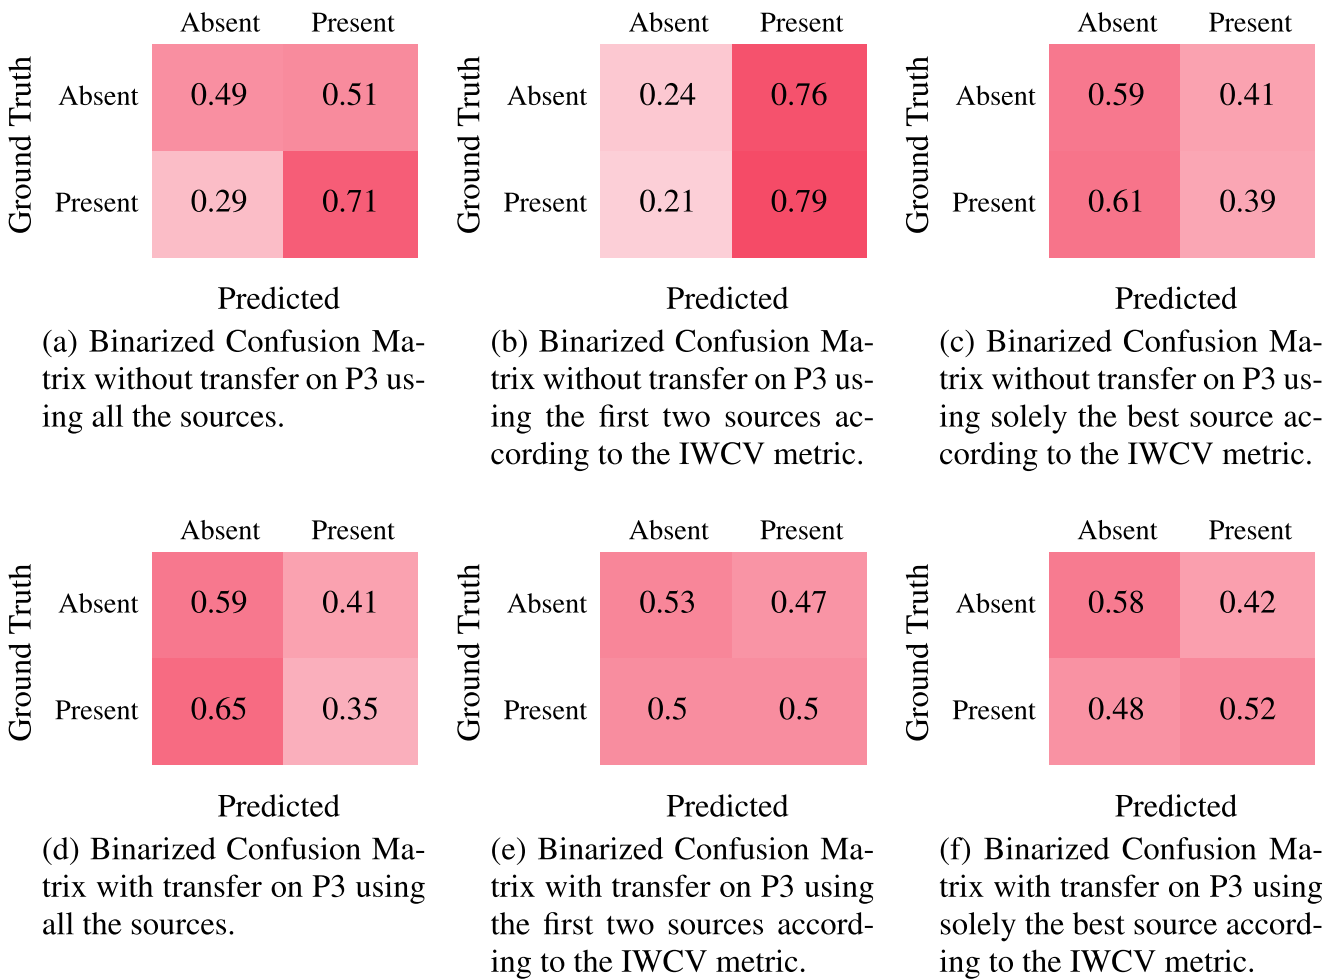 Absent Present
Ground Truth
Absent 0.49 0.51
Present 0.29 0.71
Predicted
(a) Binarized Confusion Ma-
trix without transfer on P3 us-
ing all the sources.
Absent Present
Ground Truth
Absent 0.24 0.76
Present 0.21 0.79
Predicted
(b) Binarized Confusion Ma-
trix without transfer on P3 us-
ing the first two sources ac-
cording to the IWCV metric.
Absent Present
Ground Truth
Absent 0.59 0.41
Present 0.61 0.39
Predicted
(c) Binarized Confusion Ma-
trix without transfer on P3 us-
ing solely the best source ac-
cording to the IWCV metric.
Absent Present
Ground Truth
Absent 0.59 0.41
Present 0.65 0.35
Predicted
(d) Binarized Confusion Ma-
trix with transfer on P3 using
all the sources.
Absent Present
Ground Truth
Absent 0.53 0.47
Present 0.5 0.5
Predicted
(e) Binarized Confusion Ma-
trix with transfer on P3 using
the first two sources accord-
ing to the IWCV metric.
Absent Present
Ground Truth
Absent 0.58 0.42
Present 0.48 0.52
Predicted
(f) Binarized Confusion Ma-
trix with transfer on P3 using
solely the best source accord-
ing to the IWCV metric.